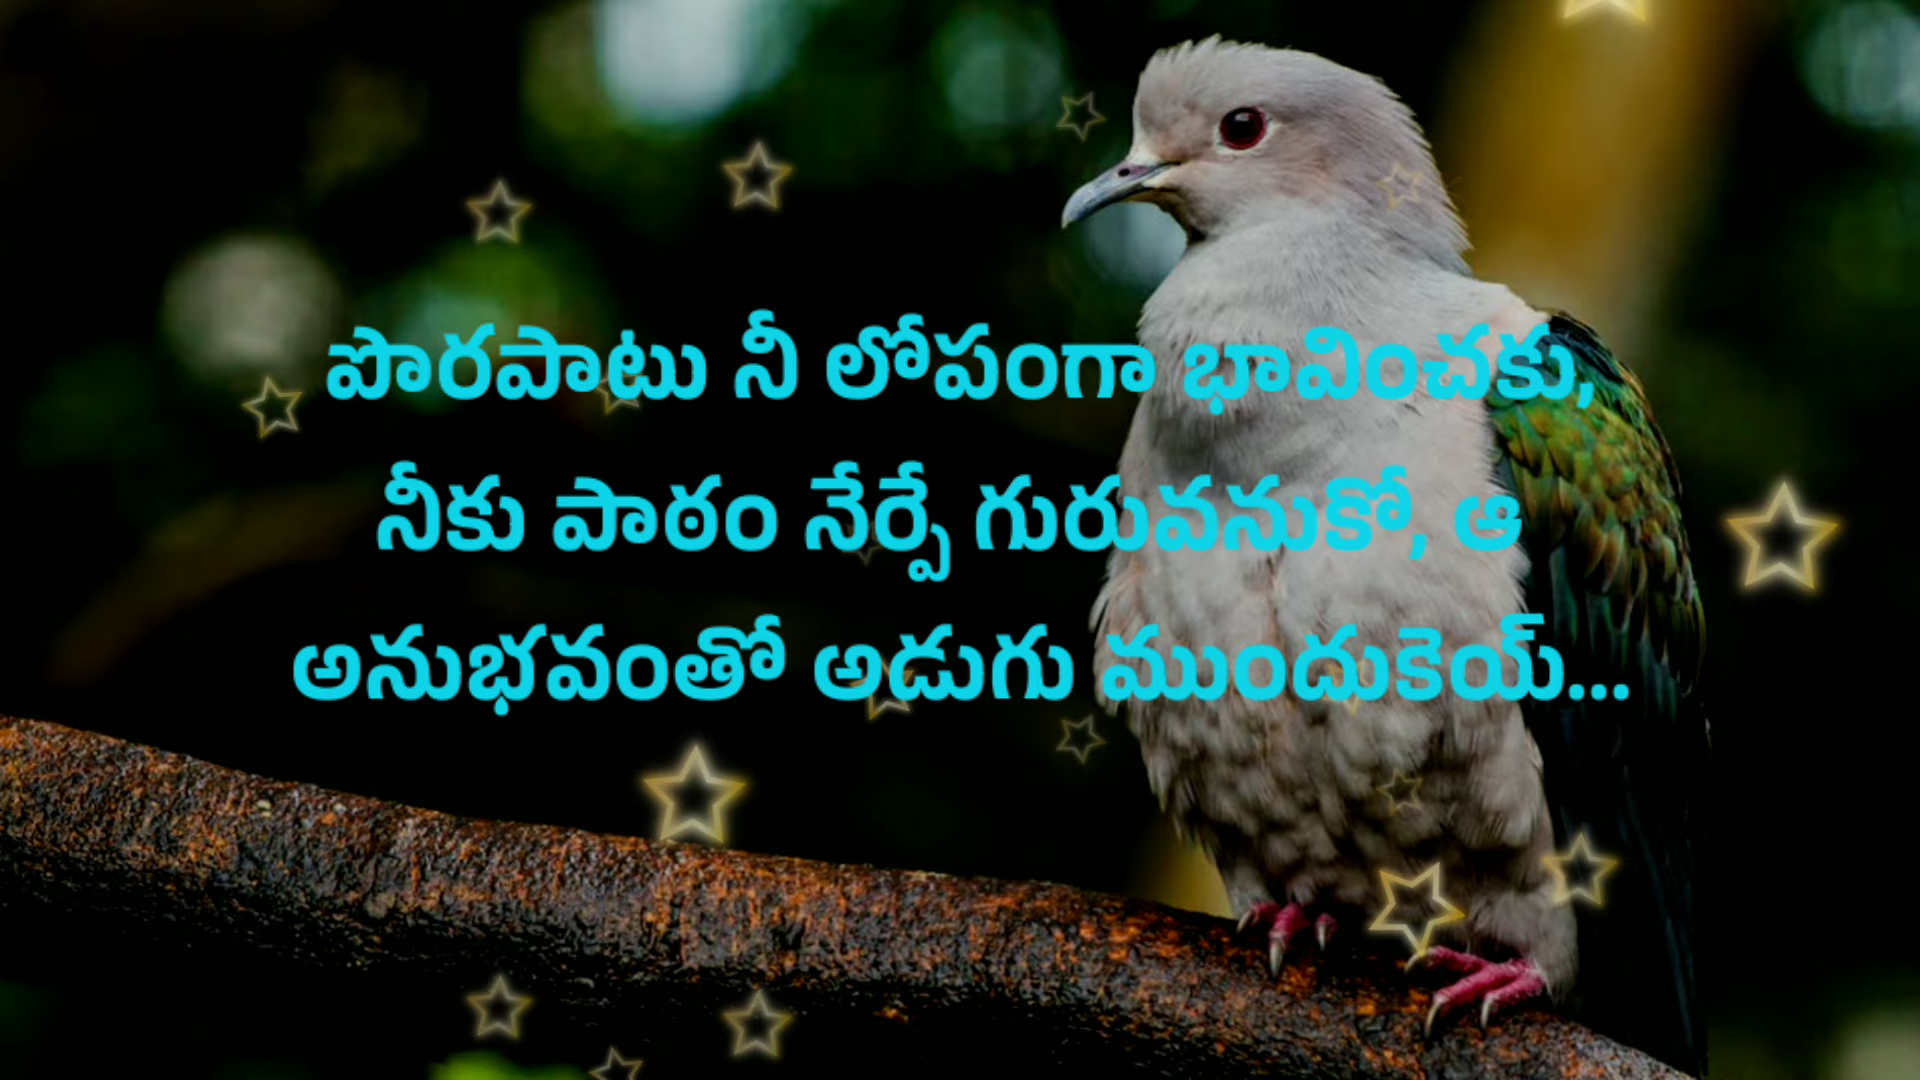 పొరపాటు నీ లోపంగా భావించకు,
నీకు పాఠం నేర్పే గురువనుకో, ఆ
అనుభవంతో అడుగు ముందుకెయ్...